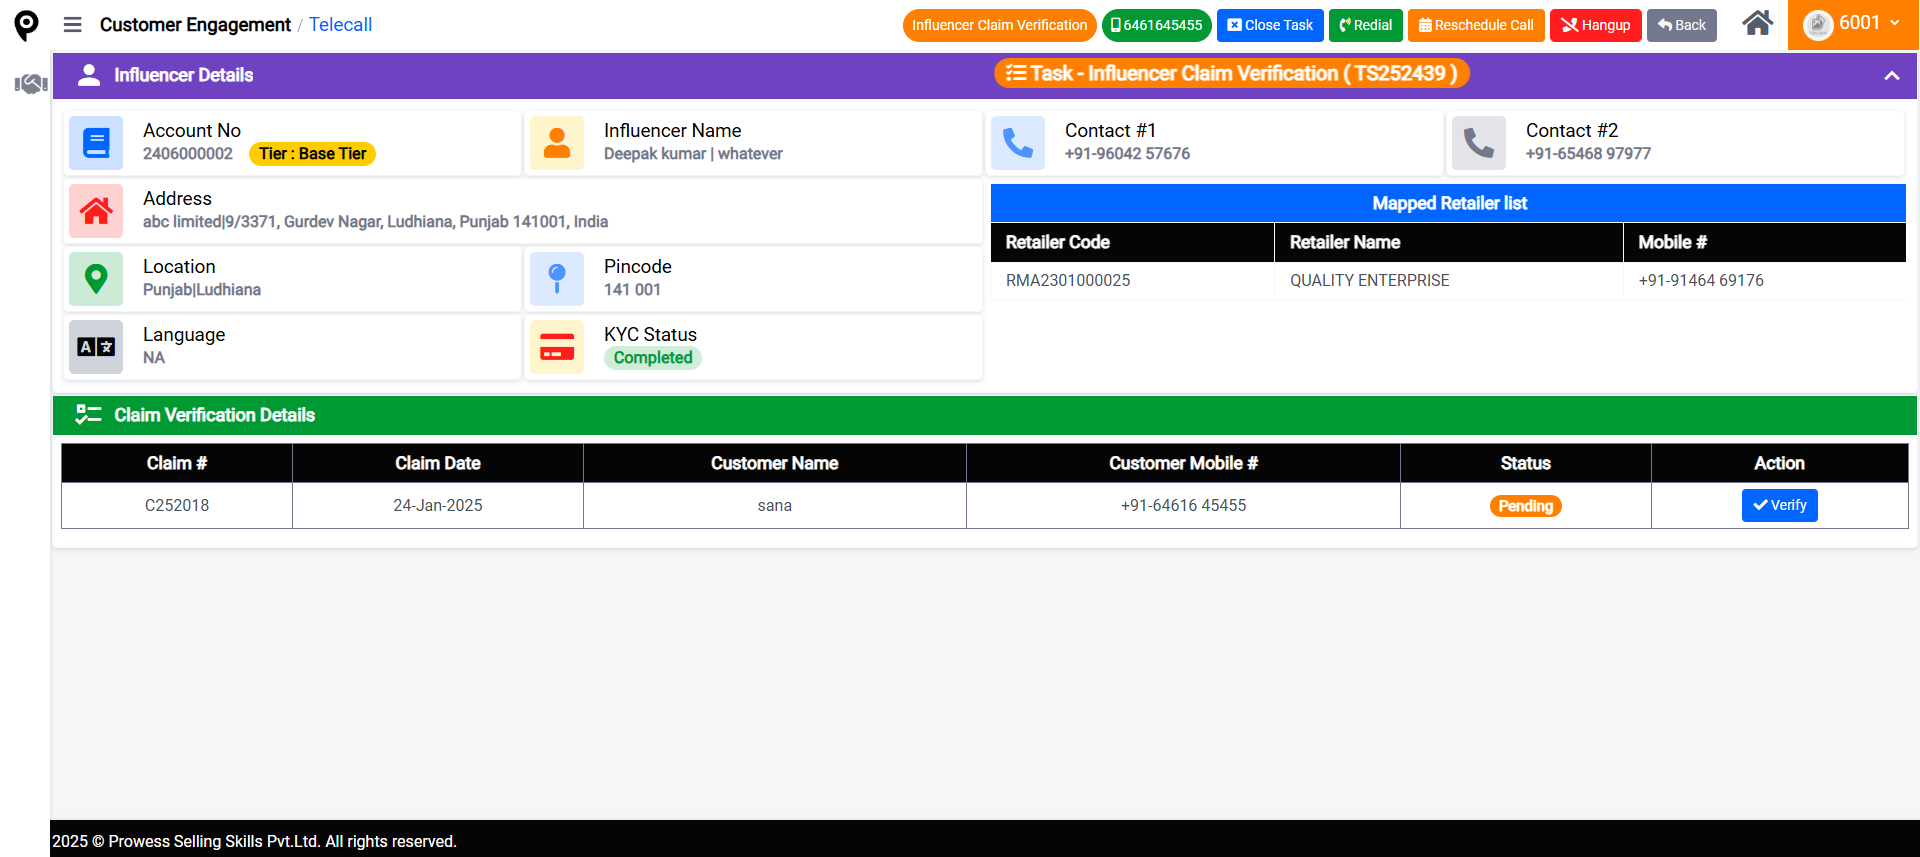 Customer Engagement / Telecall
Influencer Claim Verification
6461645455
Close Task
Redial
Reschedule Call
Hangup
Back
6001
Influencer Details
Task - Influencer Claim Verification ( TS252439 )
Account No
2406000002 Tier : Base Tier
Influencer Name
Deepak kumar | whatever
Contact #1
+91-96042 57676
Contact #2
+91-65468 97977
Address
abc limited|9/3371, Gurdev Nagar, Ludhiana, Punjab 141001, India
Mapped Retailer list
Retailer Code Retailer Name Mobile #
RMA2301000025 QUALITY ENTERPRISE +91-91464 69176
Location
Punjab|Ludhiana
Pincode
141 001
Language
NA
KYC Status
Completed
Claim Verification Details
Claim # Claim Date Customer Name Customer Mobile # Status Action
C252018 24-Jan-2025 sana +91-64616 45455 Pending Verify
2025 © Prowess Selling Skills Pvt.Ltd. All rights reserved.